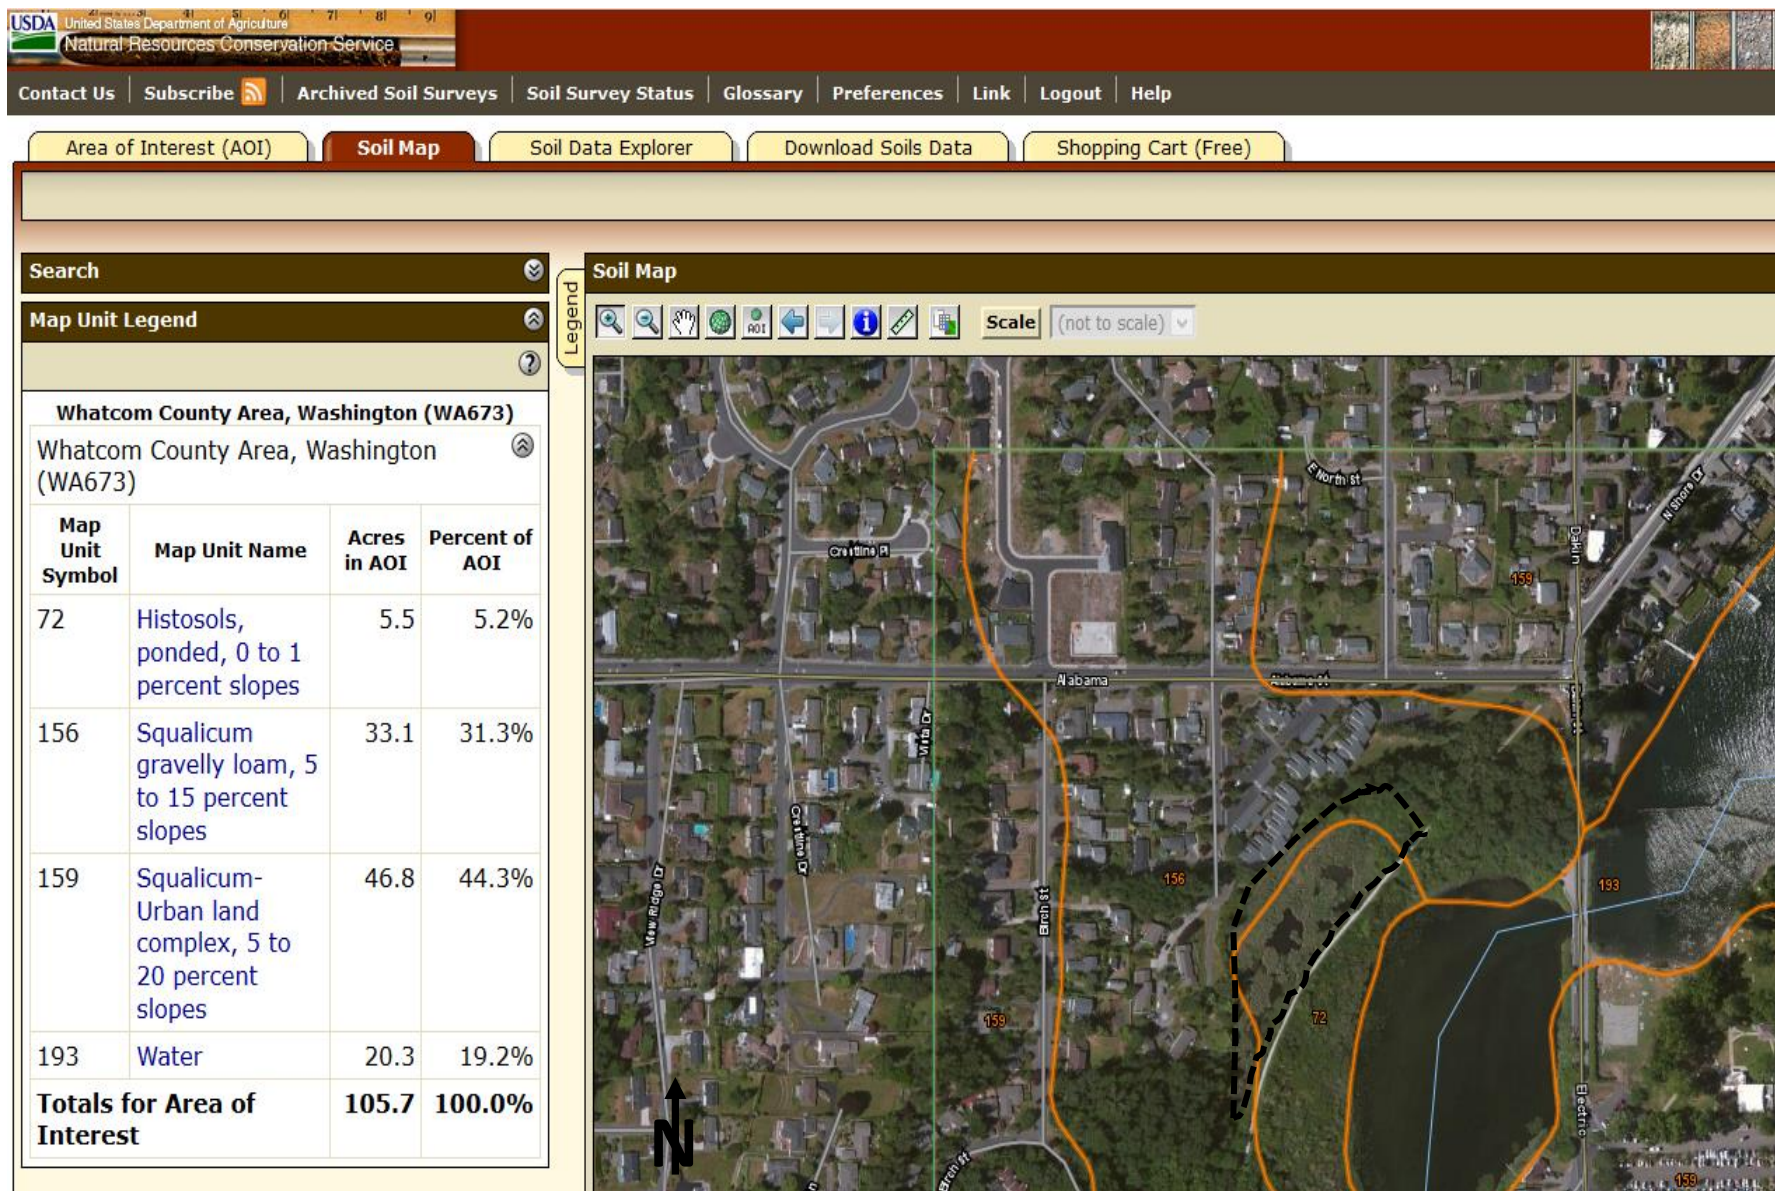 USDA United States Department of Agriculture
Natural Resources Conservation Service
Contact Us | Subscribe | Archived Soil Surveys | Soil Survey Status | Glossary | Preferences | Link | Logout | Help
Area of Interest (AOI) Soil Map Soil Data Explorer Download Soils Data Shopping Cart (Free)
Search
Map Unit Legend
Whatcom County Area, Washington (WA673)
Whatcom County Area, Washington
(WA673)
Map Unit Symbol Map Unit Name Acres in AOI Percent of AOI
72 Histosols, 5.5 5.2%
ponded, 0 to 1
percent slopes
156 Squalicum 33.1 31.3%
gravelly loam, 5
to 15 percent
slopes
159 Squalicum- 46.8 44.3%
Urban land
complex, 5 to
20 percent
slopes
193 Water 20.3 19.2%
Totals for Area of 105.7 100.0%
Interest
Legend
Soil Map
AOI
Scale (not to scale)
E North st
N Shore Dr
Dakin
Crestline Pl
159
Alabama
Alabama st
Vista Dr
Crestline Dr
View Ridge Dr
Birch st
156
193
159
72
Electric
Birch st
159
N